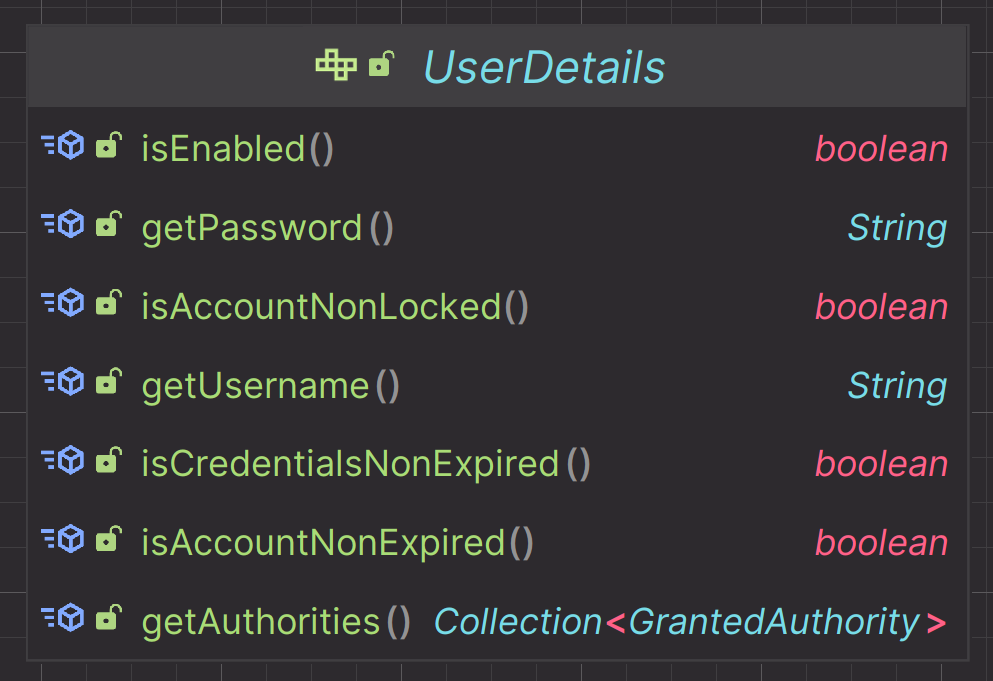 UserDetails
isEnabled() boolean
getPassword() String
isAccountNonLocked() boolean
getUsername() String
isCredentialsNonExpired() boolean
isAccountNonExpired() boolean
getAuthorities() Collection<GrantedAuthority>